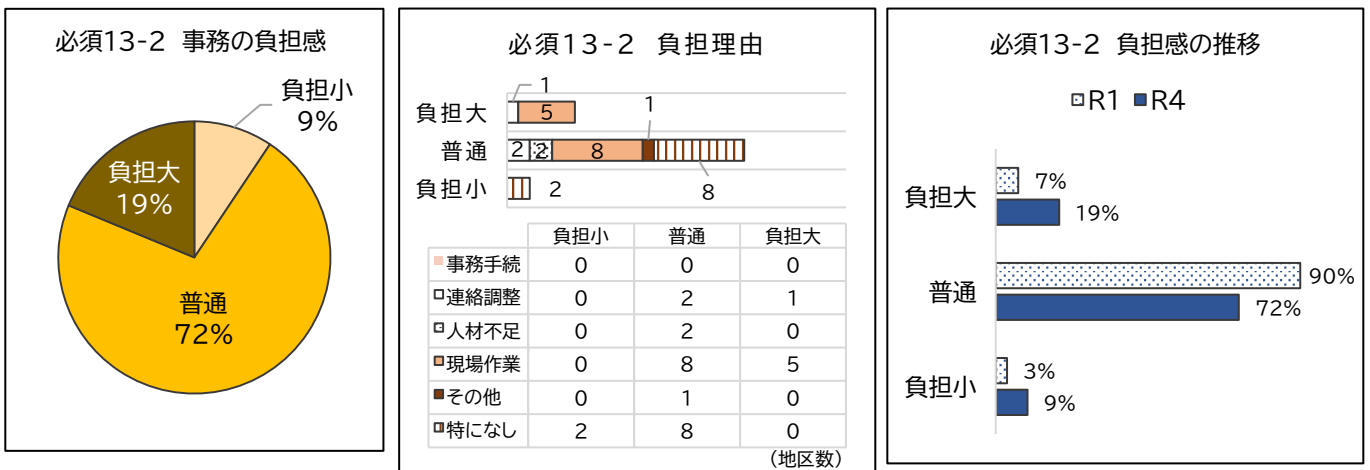 必須13-2 事務の負担感
負担小
9%
負担大
19%
普通
72%
必須13-2 負担理由
1
負担大
5
1
普通
2
2
8
8
負担小
2
負担小 普通 負担大
事務手続 0 0 0
連絡調整 0 2 1
人材不足 0 2 0
現場作業 0 8 5
その他 0 1 0
特になし 2 8 0
(地区数)
必須13-2 負担感の推移
R1 R4
負担大
7%
19%
普通
90%
72%
負担小
3%
9%